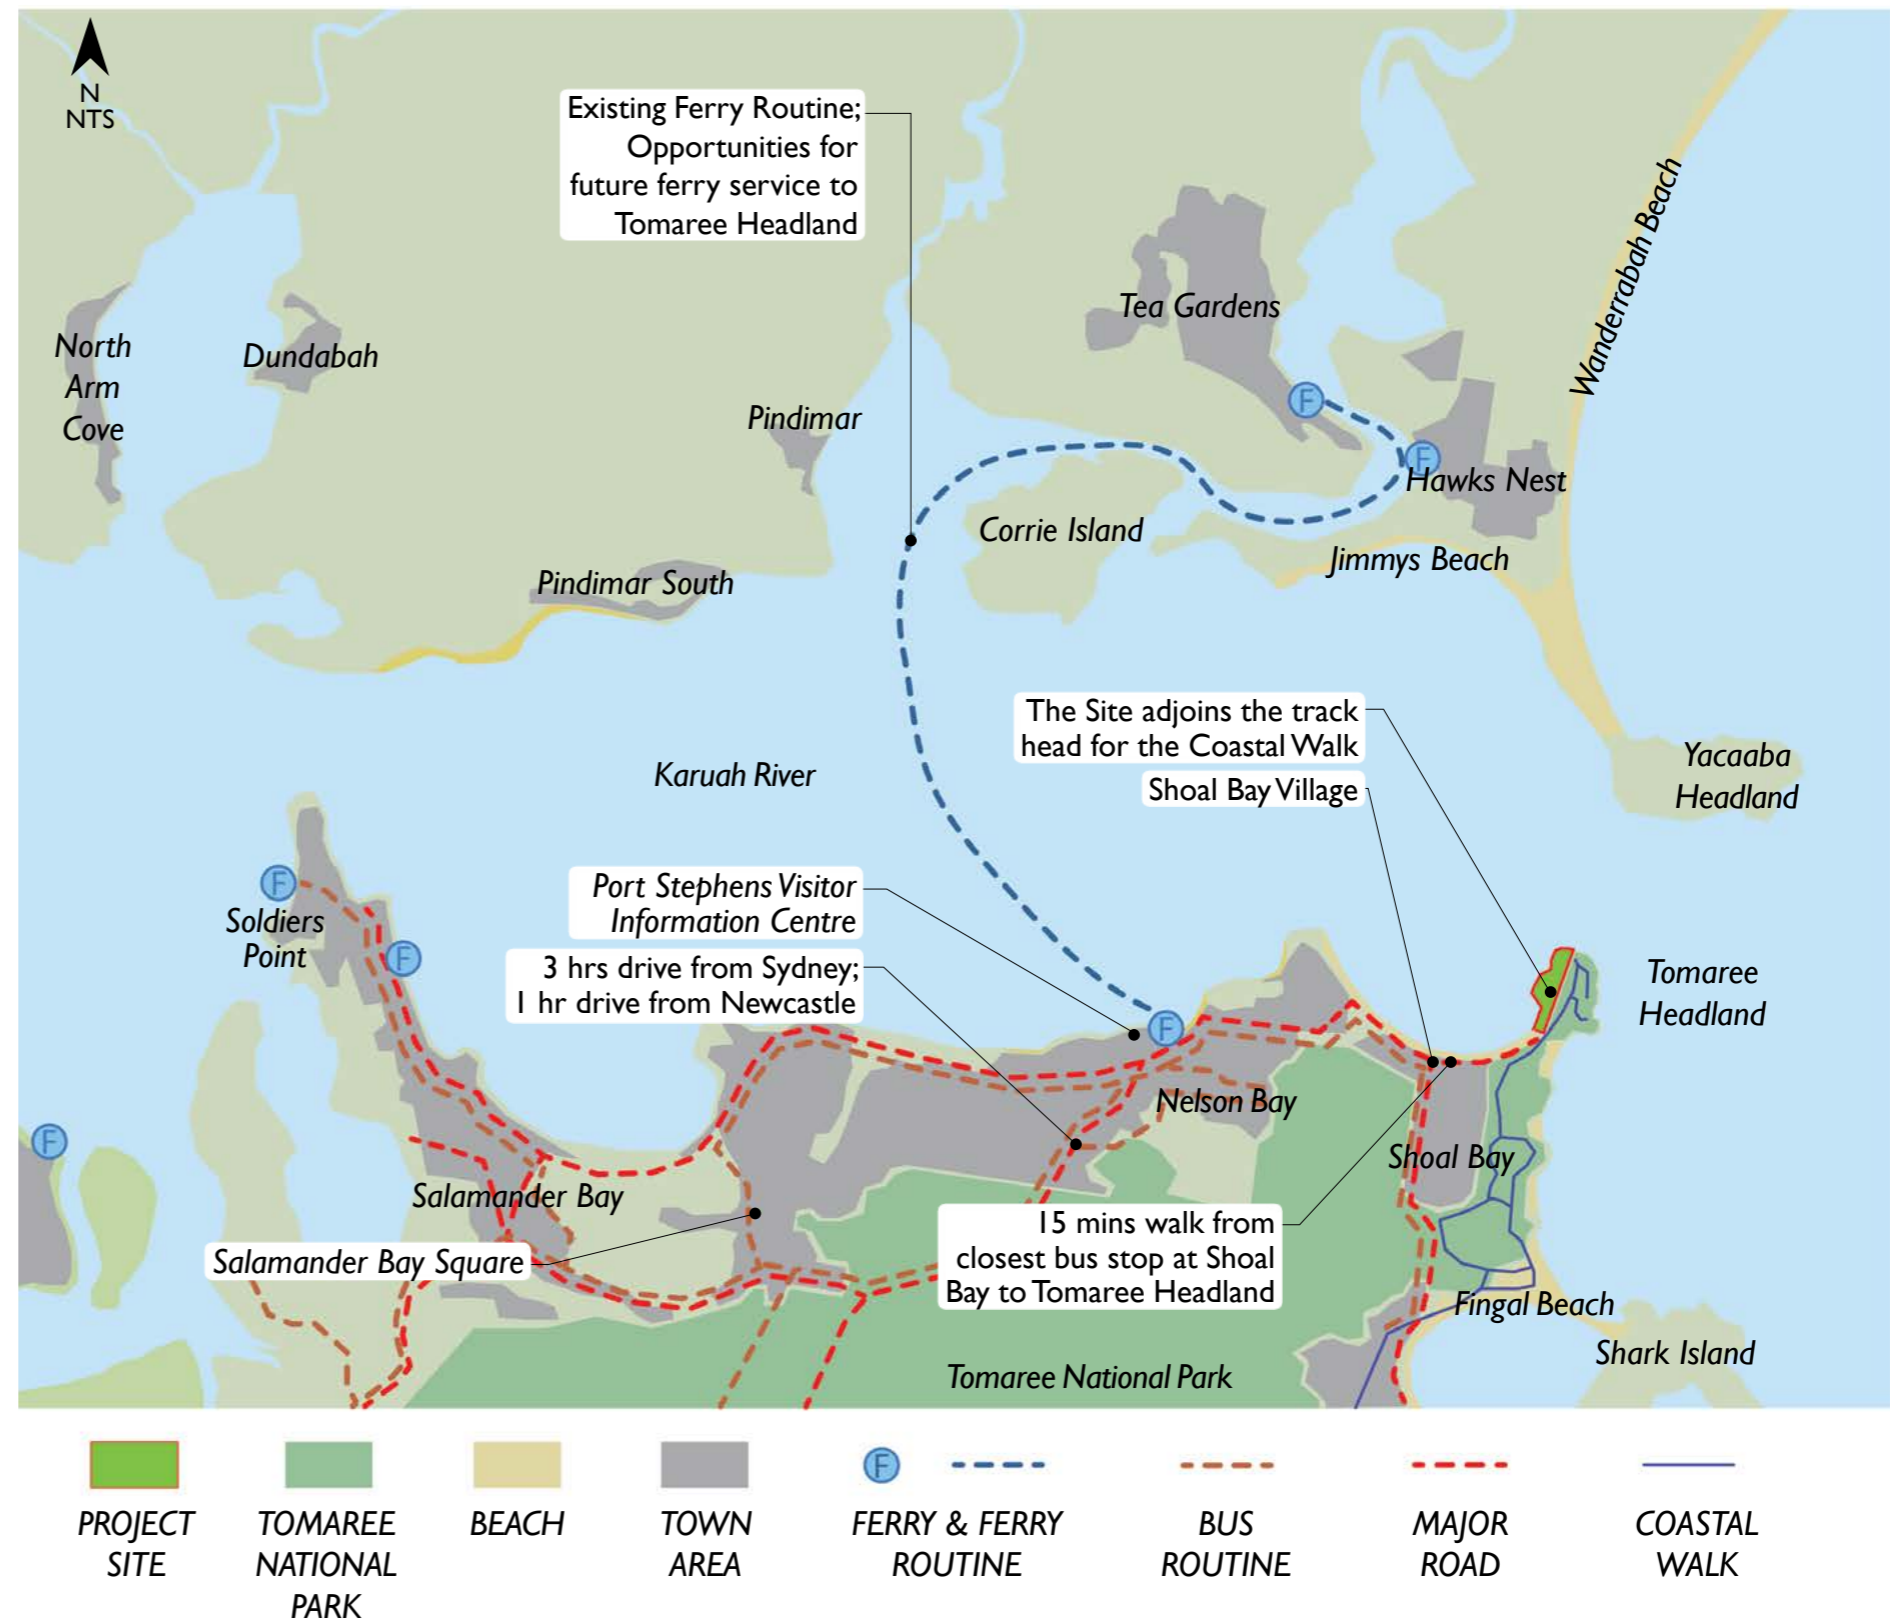 N
NTS
Existing Ferry Routine;
Opportunities for
future ferry service to
Tomaree Headland
Wanderrabah Beach
Tea Gardens
North
Arm
Cove
Dundabah
Pindimar
F
F
Hawks Nest
Corrie Island
Jimmys Beach
Pindimar South
The Site adjoins the track
head for the Coastal Walk
Shoal Bay Village
Karuah River
Yacaaba
Headland
Port Stephens Visitor
Information Centre
3 hrs drive from Sydney;
1 hr drive from Newcastle
F
Soldiers
Point
F
Tomaree
Headland
F
Nelson Bay
F
Shoal Bay
Salamander Bay
Salamander Bay Square
15 mins walk from
closest bus stop at Shoal
Bay to Tomaree Headland
Fingal Beach
Shark Island
Tomaree National Park
PROJECT
SITE
TOMAREE
NATIONAL
PARK
BEACH
TOWN
AREA
F
FERRY & FERRY
ROUTINE
BUS
ROUTINE
MAJOR
ROAD
COASTAL
WALK